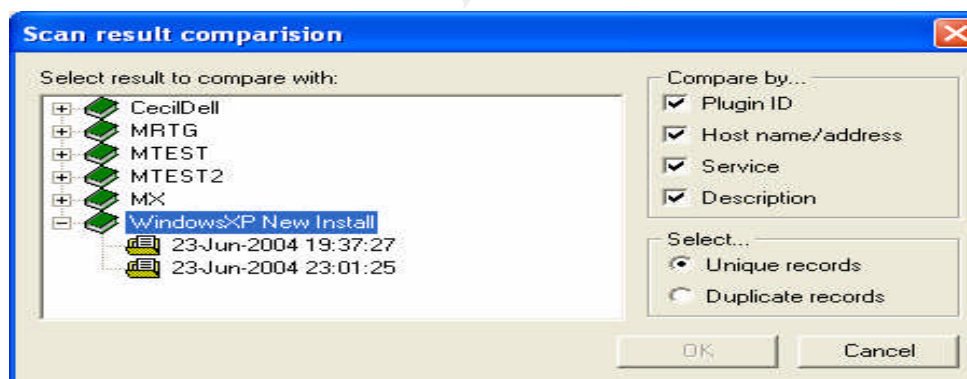 Scan result comparision
Select result to compare with:
CecilDell
MRTG
MTEST
MTEST2
MX
WindowsXP New Install
23-Jun-2004 19:37:27
23-Jun-2004 23:01:25
Compare by...
Plugin ID
Host name/address
Service
Description
Select...
Unique records
Duplicate records
OK
Cancel